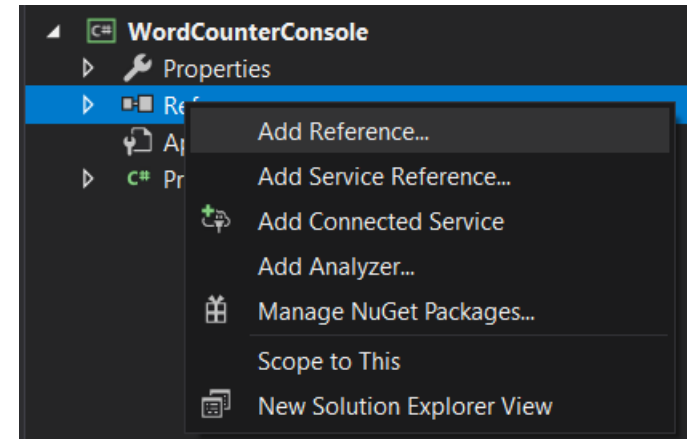 C# WordCounterConsole
Properties
Add Reference...
Add Service Reference...
C# Pr
Add Connected Service
Add Analyzer...
Manage NuGet Packages...
Scope to This
New Solution Explorer View